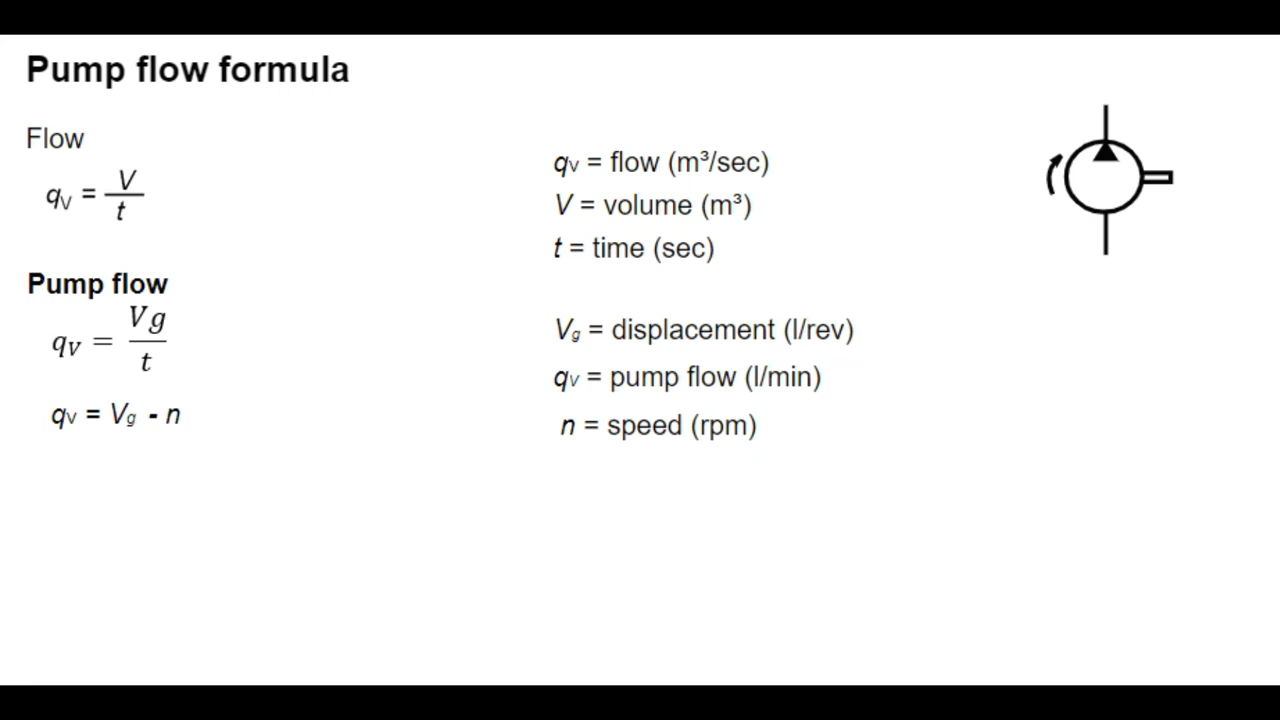 Pump flow formula
Flow
qV = V/t
qv = flow (m³/sec)
V = volume (m³)
t = time (sec)
Pump flow
qV = Vg/t
qv = Vg - n
Vg = displacement (l/rev)
qv = pump flow (l/min)
n = speed (rpm)